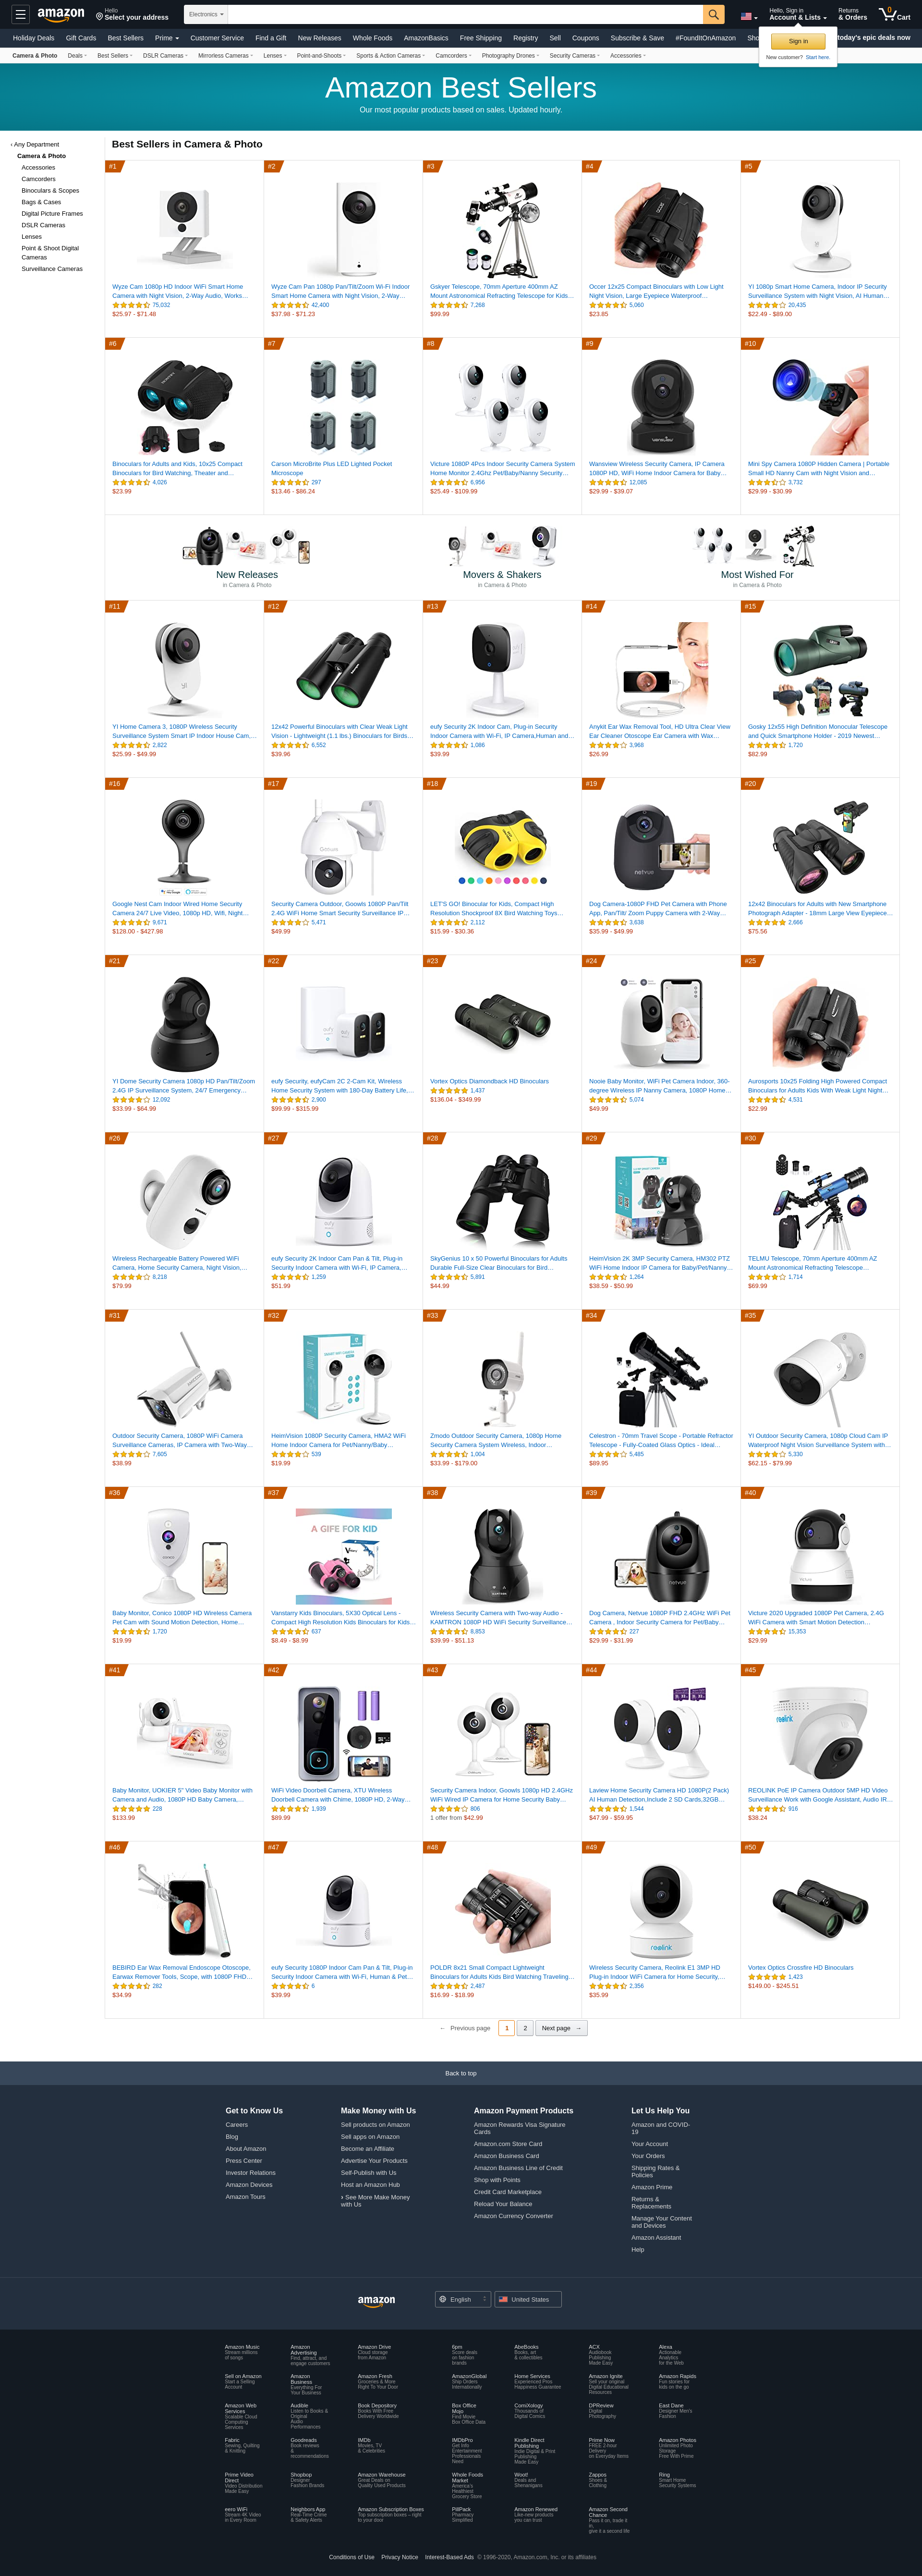 amazon
Hello
Select your address
Electronics
Hello, Sign in
Account & Lists
Returns
& Orders
0
Cart
Holiday Deals Gift Cards Best Sellers Prime Customer Service Find a Gift New Releases Whole Foods AmazonBasics Free Shipping Registry Sell Coupons Subscribe & Save #FoundItOnAmazon
today's epic deals now
Sign in
New customer? Start here.
Camera & Photo Deals Best Sellers DSLR Cameras Mirrorless Cameras Lenses Point-and-Shoots Sports & Action Cameras Camcorders Photography Drones Security Cameras Accessories
Amazon Best Sellers
Our most popular products based on sales. Updated hourly.
‹ Any Department
Camera & Photo
Accessories
Camcorders
Binoculars & Scopes
Bags & Cases
Digital Picture Frames
DSLR Cameras
Lenses
Point & Shoot Digital
Cameras
Surveillance Cameras
Best Sellers in Camera & Photo
#1
Wyze Cam 1080p HD Indoor WiFi Smart Home
Camera with Night Vision, 2-Way Audio, Works…
75,032
$25.97 - $71.48
#2
Wyze Cam Pan 1080p Pan/Tilt/Zoom Wi-Fi Indoor
Smart Home Camera with Night Vision, 2-Way…
42,400
$37.98 - $71.23
#3
Gskyer Telescope, 70mm Aperture 400mm AZ
Mount Astronomical Refracting Telescope for Kids…
7,268
$99.99
#4
Occer 12x25 Compact Binoculars with Low Light
Night Vision, Large Eyepiece Waterproof…
5,060
$23.85
#5
YI 1080p Smart Home Camera, Indoor IP Security
Surveillance System with Night Vision, AI Human…
20,435
$22.49 - $89.00
#6
Binoculars for Adults and Kids, 10x25 Compact
Binoculars for Bird Watching, Theater and…
4,026
$23.99
#7
Carson MicroBrite Plus LED Lighted Pocket
Microscope
297
$13.46 - $86.24
#8
Victure 1080P 4Pcs Indoor Security Camera System
Home Monitor 2.4Ghz Pet/Baby/Nanny Security…
6,956
$25.49 - $109.99
#9
Wansview Wireless Security Camera, IP Camera
1080P HD, WiFi Home Indoor Camera for Baby…
12,085
$29.99 - $39.07
#10
Mini Spy Camera 1080P Hidden Camera | Portable
Small HD Nanny Cam with Night Vision and…
3,732
$29.99 - $30.99
New Releases
in Camera & Photo
Movers & Shakers
in Camera & Photo
Most Wished For
in Camera & Photo
#11
YI Home Camera 3, 1080P Wireless Security
Surveillance System Smart IP Indoor House Cam,…
2,822
$25.99 - $49.99
#12
12x42 Powerful Binoculars with Clear Weak Light
Vision - Lightweight (1.1 lbs.) Binoculars for Birds…
6,552
$39.96
#13
eufy Security 2K Indoor Cam, Plug-in Security
Indoor Camera with Wi-Fi, IP Camera,Human and…
1,086
$39.99
#14
Anykit Ear Wax Removal Tool, HD Ultra Clear View
Ear Cleaner Otoscope Ear Camera with Wax…
3,968
$26.99
#15
Gosky 12x55 High Definition Monocular Telescope
and Quick Smartphone Holder - 2019 Newest…
1,720
$82.99
#16
Google Nest Cam Indoor Wired Home Security
Camera 24/7 Live Video, 1080p HD, Wifi, Night…
9,671
$128.00 - $427.98
#17
Security Camera Outdoor, Goowls 1080P Pan/Tilt
2.4G WiFi Home Smart Security Surveillance IP…
5,471
$49.99
#18
LET'S GO! Binocular for Kids, Compact High
Resolution Shockproof 8X Bird Watching Toys…
2,112
$15.99 - $30.36
#19
Dog Camera-1080P FHD Pet Camera with Phone
App, Pan/Tilt/ Zoom Puppy Camera with 2-Way…
3,638
$35.99 - $49.99
#20
12x42 Binoculars for Adults with New Smartphone
Photograph Adapter - 18mm Large View Eyepiece…
2,666
$75.56
#21
YI Dome Security Camera 1080p HD Pan/Tilt/Zoom
2.4G IP Surveillance System, 24/7 Emergency…
12,092
$33.99 - $64.99
#22
eufy Security, eufyCam 2C 2-Cam Kit, Wireless
Home Security System with 180-Day Battery Life,…
2,900
$99.99 - $315.99
#23
Vortex Optics Diamondback HD Binoculars
1,437
$136.04 - $349.99
#24
Nooie Baby Monitor, WiFi Pet Camera Indoor, 360-
degree Wireless IP Nanny Camera, 1080P Home…
5,074
$49.99
#25
Aurosports 10x25 Folding High Powered Compact
Binoculars for Adults Kids With Weak Light Night…
4,531
$22.99
#26
Wireless Rechargeable Battery Powered WiFi
Camera, Home Security Camera, Night Vision,…
8,218
$79.99
#27
eufy Security 2K Indoor Cam Pan & Tilt, Plug-in
Security Indoor Camera with Wi-Fi, IP Camera,…
1,259
$51.99
#28
SkyGenius 10 x 50 Powerful Binoculars for Adults
Durable Full-Size Clear Binoculars for Bird…
5,891
$44.99
#29
HeimVision 2K 3MP Security Camera, HM302 PTZ
WiFi Home Indoor IP Camera for Baby/Pet/Nanny…
1,264
$38.59 - $50.99
#30
TELMU Telescope, 70mm Aperture 400mm AZ
Mount Astronomical Refracting Telescope…
1,714
$69.99
#31
Outdoor Security Camera, 1080P WiFi Camera
Surveillance Cameras, IP Camera with Two-Way…
7,605
$38.99
#32
HeimVision 1080P Security Camera, HMA2 WiFi
Home Indoor Camera for Pet/Nanny/Baby…
539
$19.99
#33
Zmodo Outdoor Security Camera, 1080p Home
Security Camera System Wireless, Indoor…
1,004
$33.99 - $179.00
#34
Celestron - 70mm Travel Scope - Portable Refractor
Telescope - Fully-Coated Glass Optics - Ideal…
5,485
$89.95
#35
YI Outdoor Security Camera, 1080p Cloud Cam IP
Waterproof Night Vision Surveillance System with…
5,330
$62.15 - $79.99
#36
Baby Monitor, Conico 1080P HD Wireless Camera
Pet Cam with Sound Motion Detection, Home…
1,720
$19.99
#37
A GIFE FOR KID
Vanstarry Kids Binoculars, 5X30 Optical Lens -
Compact High Resolution Kids Binoculars for Kids…
637
$8.49 - $8.99
#38
Wireless Security Camera with Two-way Audio -
KAMTRON 1080P HD WiFi Security Surveillance…
8,853
$39.99 - $51.13
#39
Dog Camera, Netvue 1080P FHD 2.4GHz WiFi Pet
Camera , Indoor Security Camera for Pet/Baby…
227
$29.99 - $31.99
#40
Victure 2020 Upgraded 1080P Pet Camera, 2.4G
WiFi Camera with Smart Motion Detection…
15,353
$29.99
#41
Baby Monitor, UOKIER 5" Video Baby Monitor with
Camera and Audio, 1080P HD Baby Camera,…
228
$133.99
#42
WiFi Video Doorbell Camera, XTU Wireless
Doorbell Camera with Chime, 1080P HD, 2-Way…
1,939
$89.99
#43
Security Camera Indoor, Goowls 1080p HD 2.4GHz
WiFi Wired IP Camera for Home Security Baby…
806
1 offer from $42.99
#44
Laview Home Security Camera HD 1080P(2 Pack)
AI Human Detection,Include 2 SD Cards,32GB…
1,544
$47.99 - $59.95
#45
reolink
REOLINK PoE IP Camera Outdoor 5MP HD Video
Surveillance Work with Google Assistant, Audio IR…
916
$38.24
#46
BEBIRD Ear Wax Removal Endoscope Otoscope,
Earwax Remover Tools, Scope, with 1080P FHD…
282
$34.99
#47
eufy Security 1080P Indoor Cam Pan & Tilt, Plug-in
Security Indoor Camera with Wi-Fi, Human & Pet…
6
$39.99
#48
POLDR 8x21 Small Compact Lightweight
Binoculars for Adults Kids Bird Watching Traveling…
2,487
$16.99 - $18.99
#49
reolink
Wireless Security Camera, Reolink E1 3MP HD
Plug-in Indoor WiFi Camera for Home Security,…
2,356
$35.99
#50
Vortex Optics Crossfire HD Binoculars
1,423
$149.00 - $245.51
← Previous page 1 2 Next page →
Back to top
Get to Know Us
Careers
Blog
About Amazon
Press Center
Investor Relations
Amazon Devices
Amazon Tours
Make Money with Us
Sell products on Amazon
Sell apps on Amazon
Become an Affiliate
Advertise Your Products
Self-Publish with Us
Host an Amazon Hub
› See More Make Money
with Us
Amazon Payment Products
Amazon Rewards Visa Signature
Cards
Amazon.com Store Card
Amazon Business Card
Amazon Business Line of Credit
Shop with Points
Credit Card Marketplace
Reload Your Balance
Amazon Currency Converter
Let Us Help You
Amazon and COVID-
19
Your Account
Your Orders
Shipping Rates &
Policies
Amazon Prime
Returns &
Replacements
Manage Your Content
and Devices
Amazon Assistant
Help
amazon
English
United States
Amazon Music
Stream millions
of songs
Amazon
Advertising
Find, attract, and
engage customers
Amazon Drive
Cloud storage
from Amazon
6pm
Score deals
on fashion
brands
AbeBooks
Books, art
& collectibles
ACX
Audiobook
Publishing
Made Easy
Alexa
Actionable
Analytics
for the Web
Sell on Amazon
Start a Selling
Account
Amazon
Business
Everything For
Your Business
Amazon Fresh
Groceries & More
Right To Your Door
AmazonGlobal
Ship Orders
Internationally
Home Services
Experienced Pros
Happiness Guarantee
Amazon Ignite
Sell your original
Digital Educational
Resources
Amazon Rapids
Fun stories for
kids on the go
Amazon Web
Services
Scalable Cloud
Computing
Services
Audible
Listen to Books &
Original
Audio
Performances
Book Depository
Books With Free
Delivery Worldwide
Box Office
Mojo
Find Movie
Box Office Data
ComiXology
Thousands of
Digital Comics
DPReview
Digital
Photography
East Dane
Designer Men's
Fashion
Fabric
Sewing, Quilting
& Knitting
Goodreads
Book reviews
&
recommendations
IMDb
Movies, TV
& Celebrities
IMDbPro
Get Info
Entertainment
Professionals
Need
Kindle Direct
Publishing
Indie Digital & Print
Publishing
Made Easy
Prime Now
FREE 2-hour
Delivery
on Everyday Items
Amazon Photos
Unlimited Photo
Storage
Free With Prime
Prime Video
Direct
Video Distribution
Made Easy
Shopbop
Designer
Fashion Brands
Amazon Warehouse
Great Deals on
Quality Used Products
Whole Foods
Market
America's
Healthiest
Grocery Store
Woot!
Deals and
Shenanigans
Zappos
Shoes &
Clothing
Ring
Smart Home
Security Systems
eero WiFi
Stream 4K Video
in Every Room
Neighbors App
Real-Time Crime
& Safety Alerts
Amazon Subscription Boxes
Top subscription boxes – right
to your door
PillPack
Pharmacy
Simplified
Amazon Renewed
Like-new products
you can trust
Amazon Second
Chance
Pass it on, trade it
in,
give it a second life
Conditions of Use Privacy Notice Interest-Based Ads © 1996-2020, Amazon.com, Inc. or its affiliates